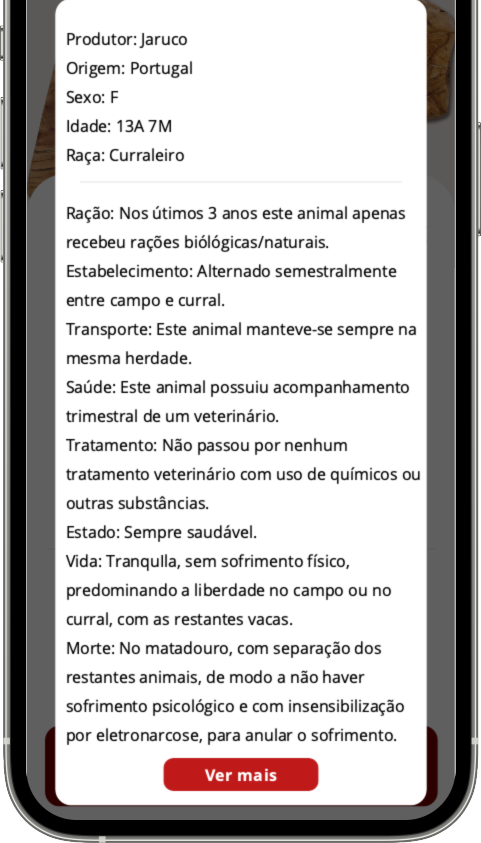 Produtor: Jaruco
Origem: Portugal
Sexo: F
Idade: 13A 7M
Raça: Curraleiro
Ração: Nos útimos 3 anos este animal apenas
recebeu rações biólógicas/naturais.
Estabelecimento: Alternado semestralmente
entre campo e curral.
Transporte: Este animal manteve-se sempre na
mesma herdade.
Saúde: Este animal possuiu acompanhamento
trimestral de um veterinário.
Tratamento: Não passou por nenhum
tratamento veterinário com uso de químicos ou
outras substâncias.
Estado: Sempre saudável.
Vida: Tranqulla, sem sofrimento físico,
predominando a liberdade no campo ou no
curral, com as restantes vacas.
Morte: No matadouro, com separação dos
restantes animais, de modo a não haver
sofrimento psicológico e com insensibilização
por eletronarcose, para anular o sofrimento.
Ver mais